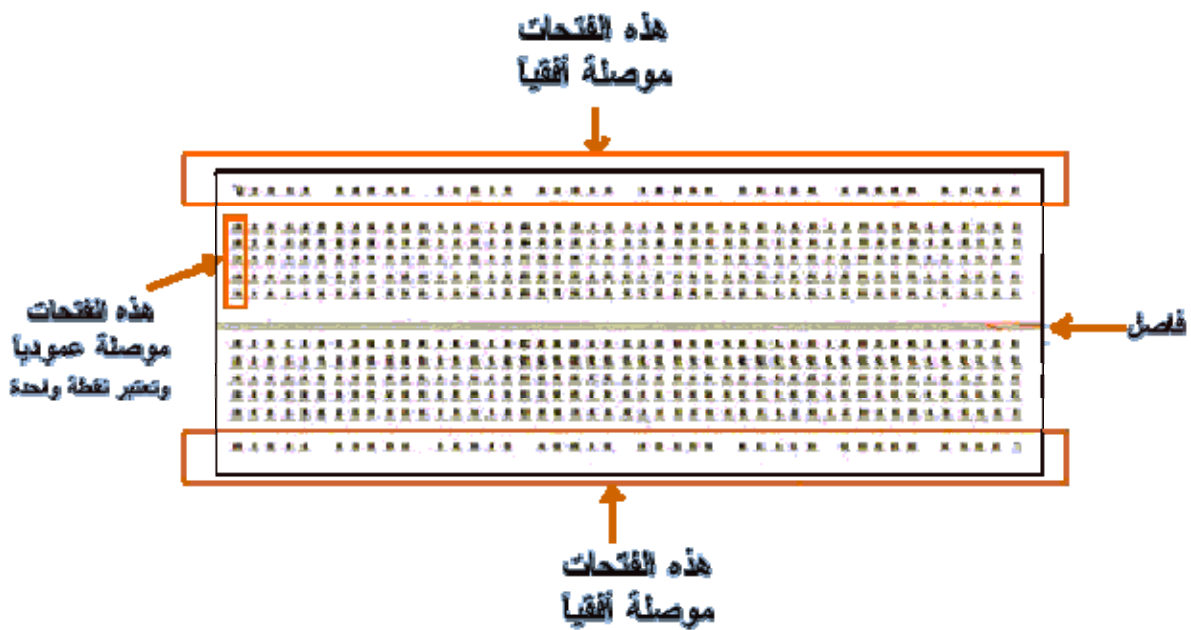 هذه الفتحات
موصلة أفقياً
هذه الفتحات
موصلة عمودياً
وتعتبر نقطة واحدة
فاصل
هذه الفتحات
موصلة أفقياً